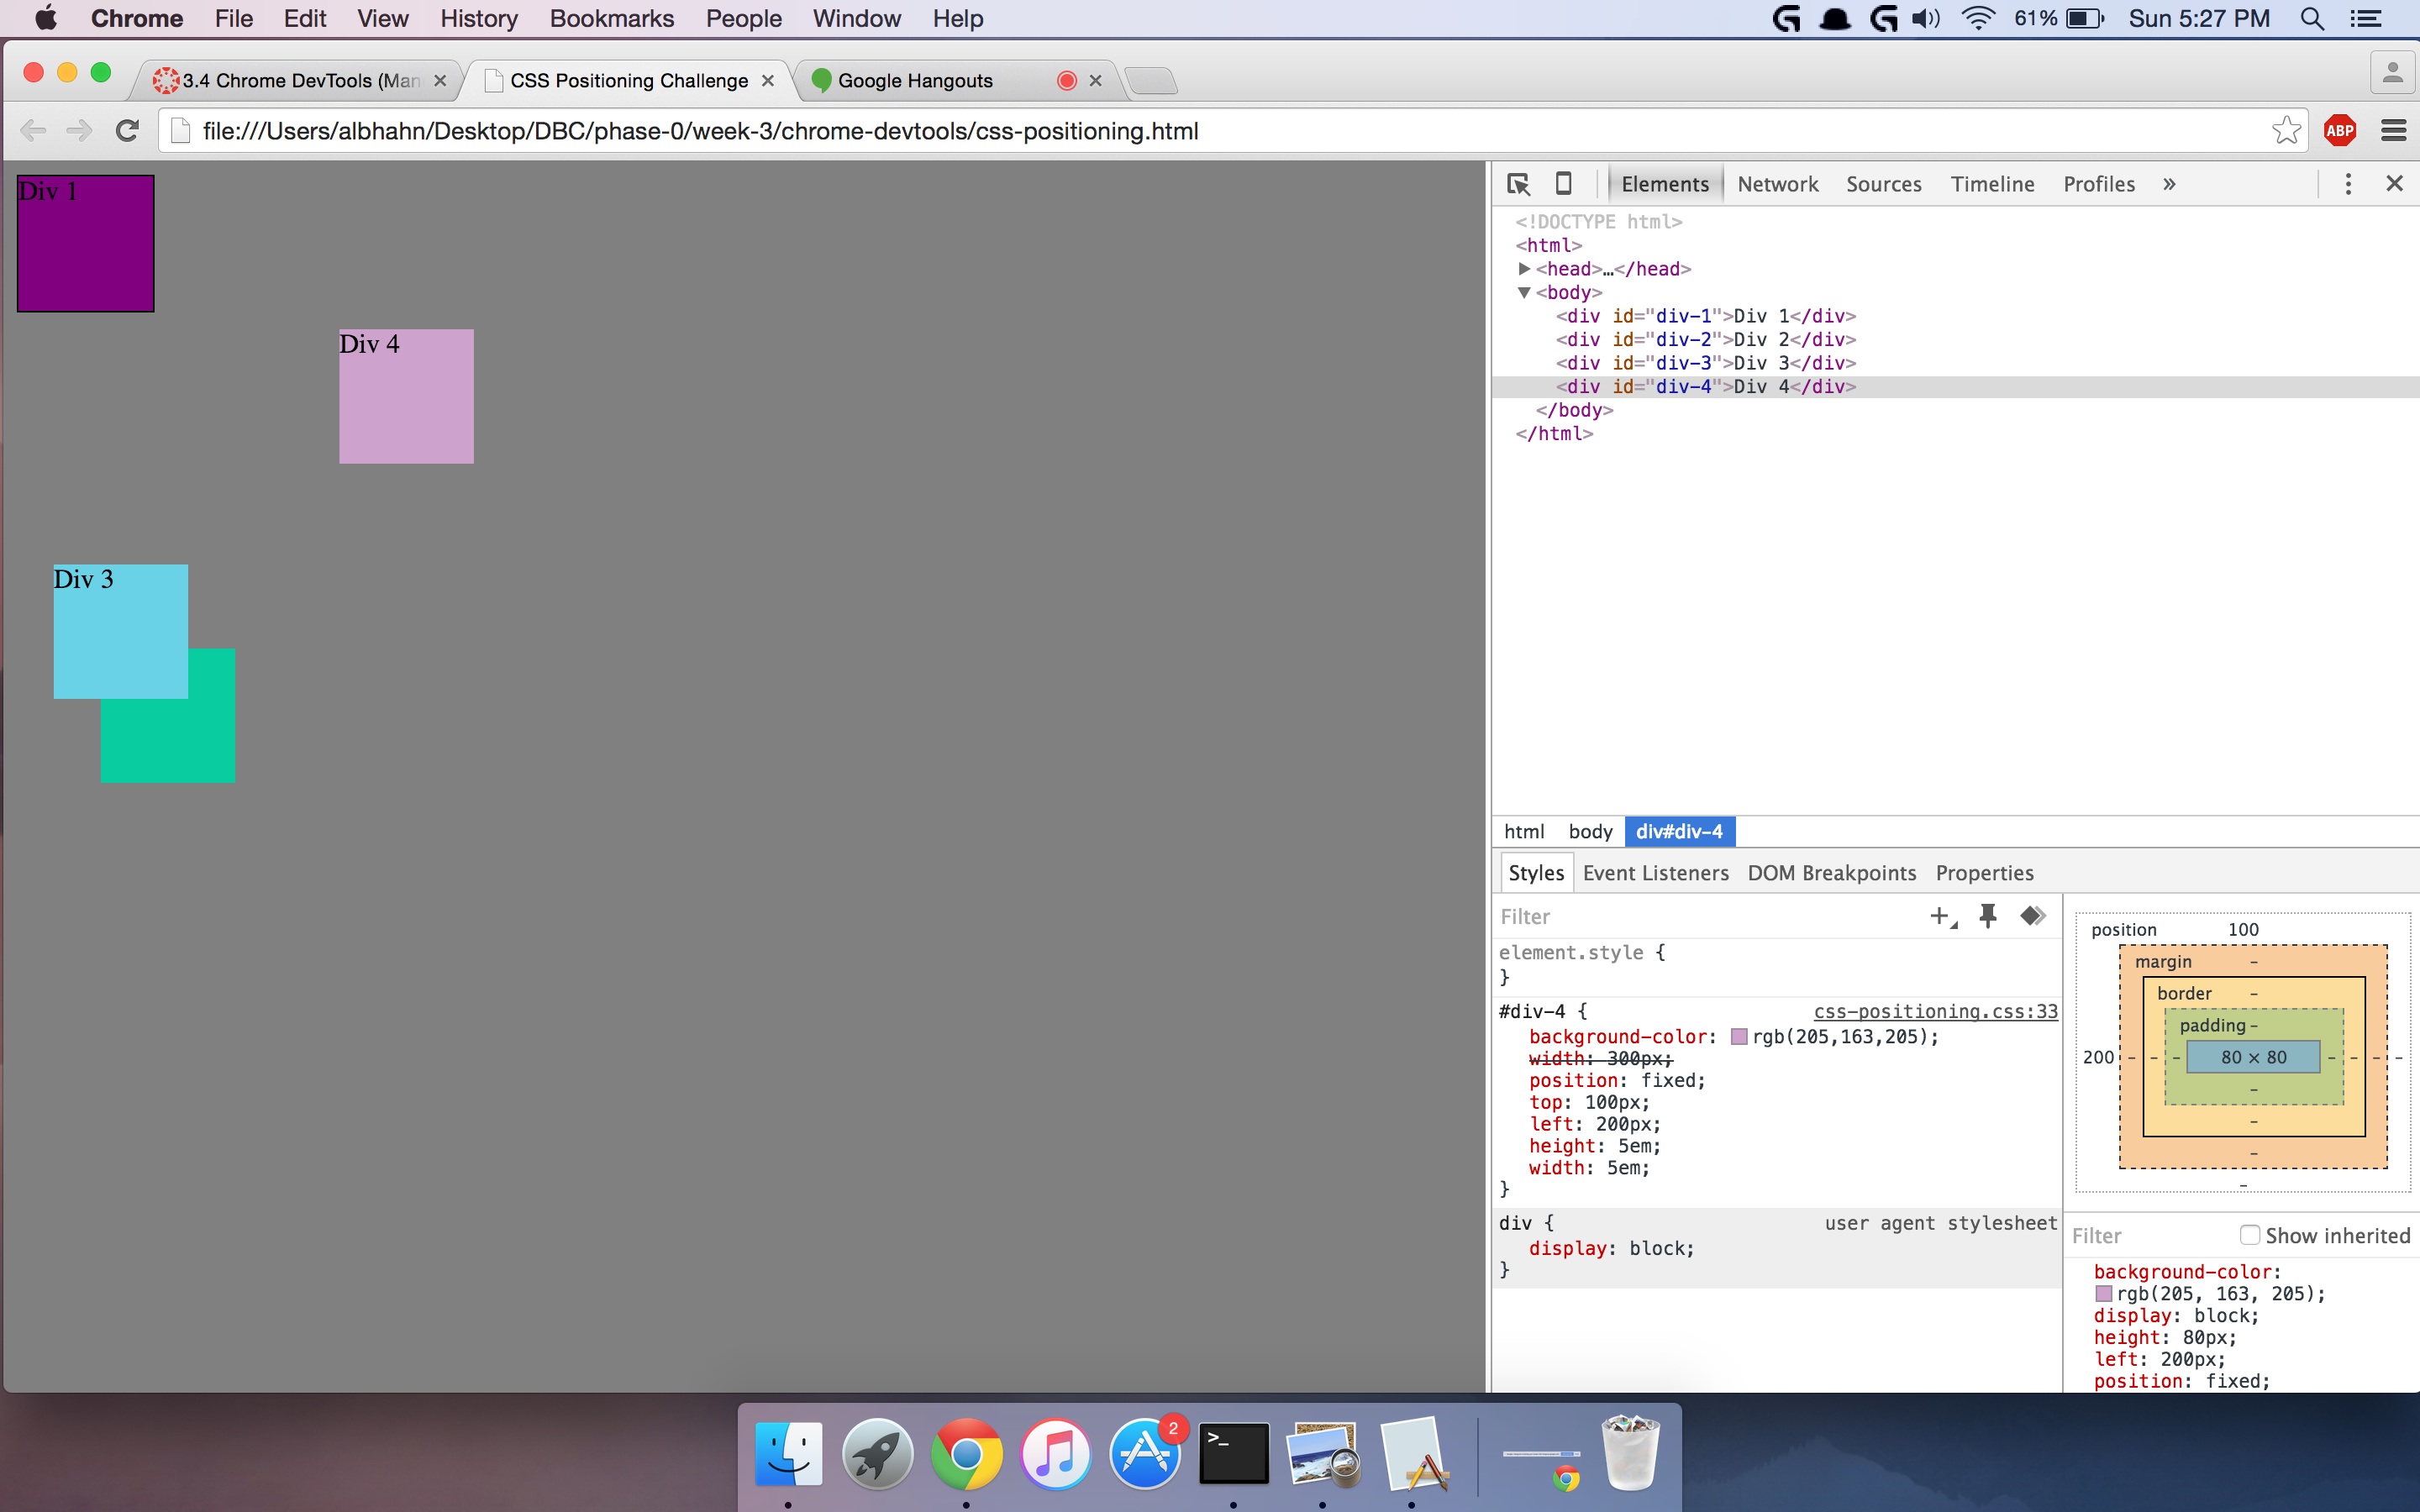 Chrome File Edit View History Bookmarks People Window Help 61% Sun 5:27 PM
3.4 Chrome DevTools (Man CSS Positioning Challenge Google Hangouts
file:///Users/albhahn/Desktop/DBC/phase-0/week-3/chrome-devtools/css-positioning.html ABP
Div 1
Div 4
Div 3
Elements Network Sources Timeline Profiles »
<!DOCTYPE html>
<html>
<head>…</head>
<body>
<div id="div-1">Div 1</div>
<div id="div-2">Div 2</div>
<div id="div-3">Div 3</div>
<div id="div-4">Div 4</div>
</body>
</html>
html body div#div-4
Styles Event Listeners DOM Breakpoints Properties
Filter
element.style {
}
#div-4 { css-positioning.css:33
background-color: rgb(205,163,205);
width: 300px;
position: fixed;
top: 100px;
left: 200px;
height: 5em;
width: 5em;
}
div { user agent stylesheet
display: block;
}
position 100
margin -
border -
padding -
200 - - - 80 × 80 - - - -
-
-
-
-
Filter Show inherited
background-color:
rgb(205, 163, 205);
display: block;
height: 80px;
left: 200px;
position: fixed;
2
>_